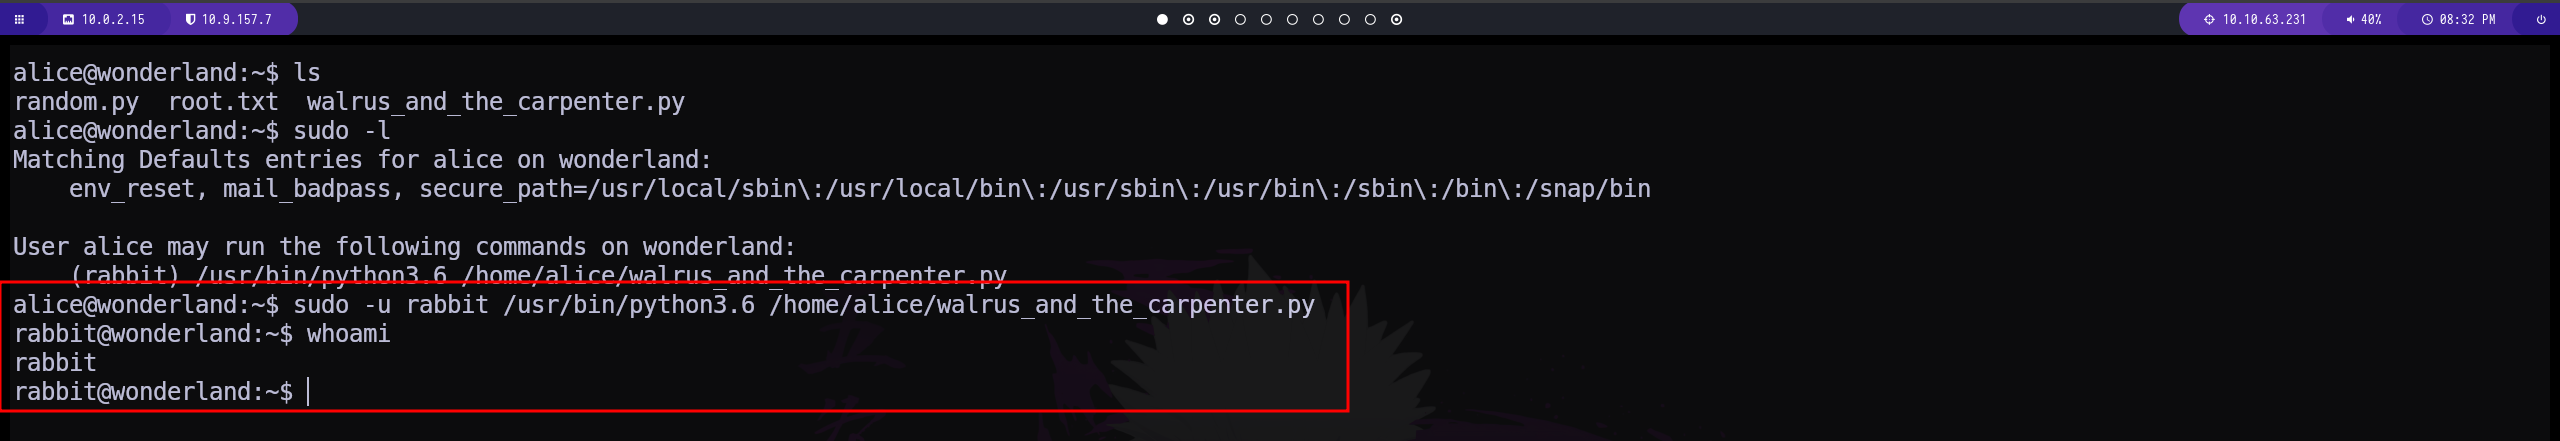 10.0.2.15 10.9.157.7 10.10.63.231 40% 08:32 PM
alice@wonderland:~$ ls
random.py  root.txt  walrus_and_the_carpenter.py
alice@wonderland:~$ sudo -l
Matching Defaults entries for alice on wonderland:
    env_reset, mail_badpass, secure_path=/usr/local/sbin\:/usr/local/bin\:/usr/sbin\:/usr/bin\:/sbin\:/bin\:/snap/bin
User alice may run the following commands on wonderland:
    (rabbit) /usr/bin/python3.6 /home/alice/walrus_and_the_carpenter.py
alice@wonderland:~$ sudo -u rabbit /usr/bin/python3.6 /home/alice/walrus_and_the_carpenter.py
rabbit@wonderland:~$ whoami
rabbit
rabbit@wonderland:~$